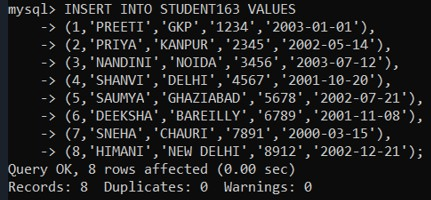 mysql> INSERT INTO STUDENT163 VALUES
-> (1,'PREETI','GKP','1234','2003-01-01'),
-> (2,'PRIYA','KANPUR','2345','2002-05-14'),
-> (3,'NANDINI','NOIDA','3456','2003-07-12'),
-> (4,'SHANVI','DELHI','4567','2001-10-20'),
-> (5,'SAUMYA','GHAZIABAD','5678','2002-07-21'),
-> (6,'DEEKSHA','BAREILLY','6789','2001-11-08'),
-> (7,'SNEHA','CHAURI','7891','2000-03-15'),
-> (8,'HIMANI','NEW DELHI','8912','2002-12-21');
Query OK, 8 rows affected (0.00 sec)
Records: 8  Duplicates: 0  Warnings: 0